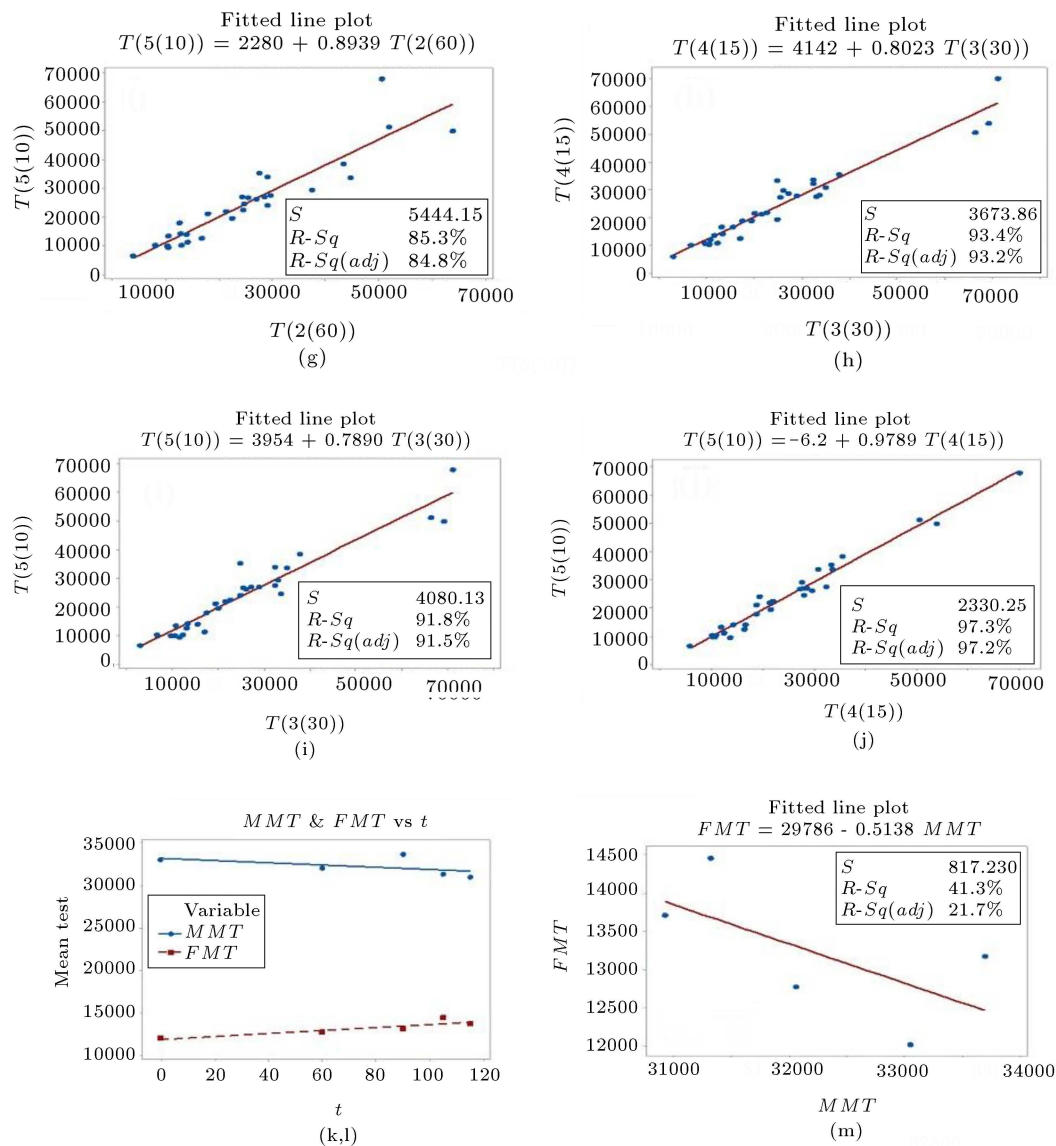 Fitted line plot
T(5(10)) = 2280 + 0.8939 T(2(60))
T(5(10))
70000
60000
50000
40000
30000
20000
10000
0
S 5444.15
R-Sq 85.3%
R-Sq(adj) 84.8%
10000 30000 50000 70000
T(2(60))
(g)
Fitted line plot
T(4(15)) = 4142 + 0.8023 T(3(30))
T(4(15))
70000
60000
50000
40000
30000
20000
10000
0
S 3673.86
R-Sq 93.4%
R-Sq(adj) 93.2%
10000 30000 50000 70000
T(3(30))
(h)
Fitted line plot
T(5(10)) = 3954 + 0.7890 T(3(30))
T(5(10))
70000
60000
50000
40000
30000
20000
10000
0
S 4080.13
R-Sq 91.8%
R-Sq(adj) 91.5%
10000 30000 50000 70000
T(3(30))
(i)
Fitted line plot
T(5(10)) =-6.2 + 0.9789 T(4(15))
T(5(10))
70000
60000
50000
40000
30000
20000
10000
0
S 2330.25
R-Sq 97.3%
R-Sq(adj) 97.2%
10000 30000 50000 70000
T(4(15))
(j)
MMT & FMT vs t
Mean test
35000
30000
25000
20000
15000
10000
Variable
MMT
FMT
0 20 40 60 80 100 120
t
(k,l)
Fitted line plot
FMT = 29786 - 0.5138 MMT
FMT
14500
14000
13500
13000
12500
12000
S 817.230
R-Sq 41.3%
R-Sq(adj) 21.7%
31000 32000 33000 34000
MMT
(m)